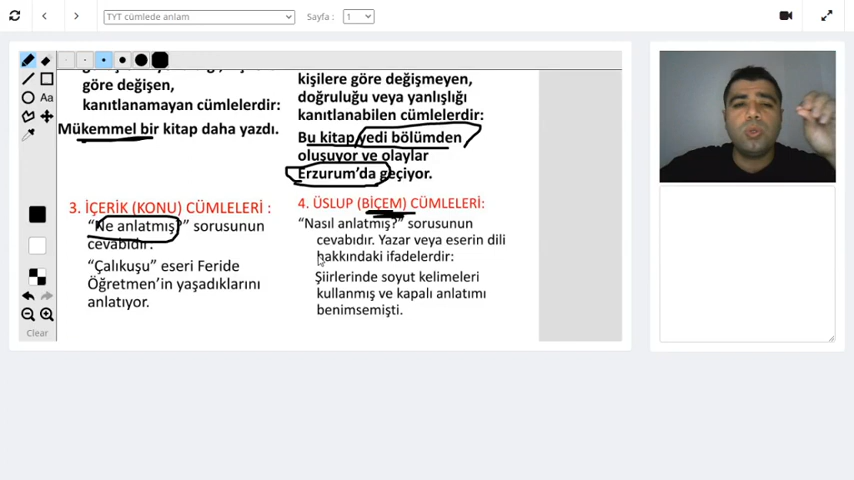 TYT cümlede anlam
Sayfa :
1
göre değişen,
kanıtlanamayan cümlelerdir:
Mükemmel bir kitap daha yazdı.
kişilere göre değişmeyen,
doğruluğu veya yanlışlığı
kanıtlanabilen cümlelerdir:
Bu kitap yedi bölümden
oluşuyor ve olaylar
Erzurum’da geçiyor.
3. İÇERİK (KONU) CÜMLELERİ :
“Ne anlatmış?” sorusunun
cevabıdır:
“Çalıkuşu” eseri Feride
Öğretmen’in yaşadıklarını
anlatıyor.
4. ÜSLUP (BİÇEM) CÜMLELERİ:
“Nasıl anlatmış?” sorusunun
cevabıdır. Yazar veya eserin dili
hakkındaki ifadelerdir:
Şiirlerinde soyut kelimeleri
kullanmış ve kapalı anlatımı
benimsemişti.
Aa
Clear